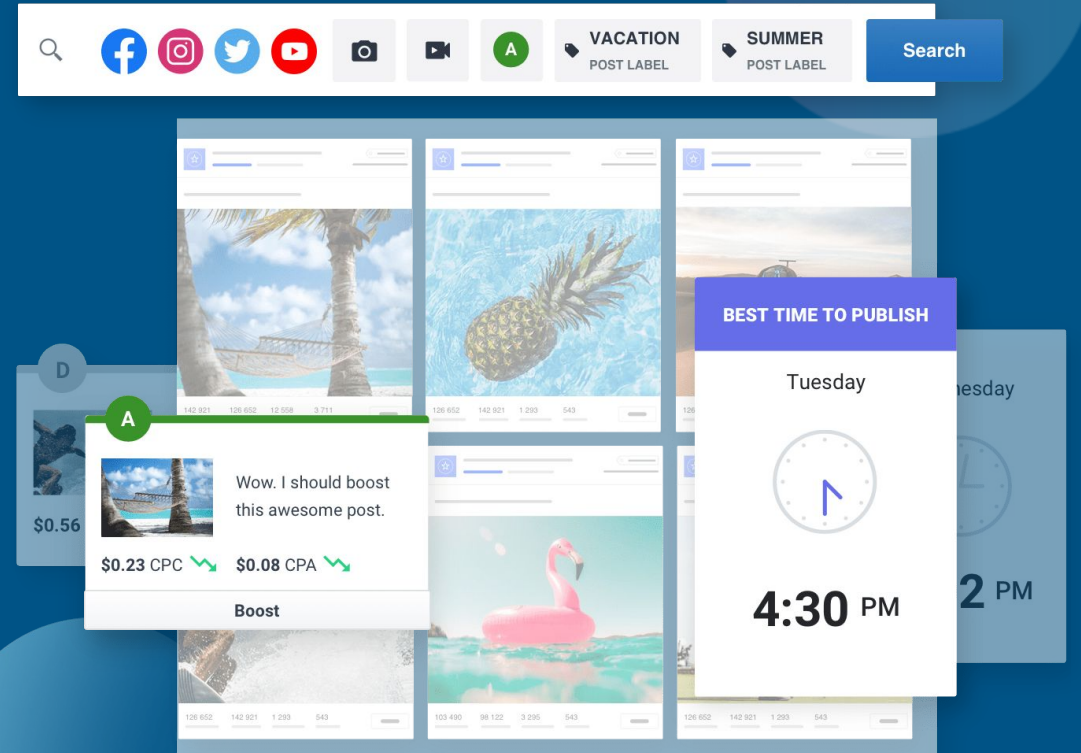 A
VACATION
POST LABEL
SUMMER
POST LABEL
Search
142 921 126 652 12 558 3 711
126 652 142 921 1 293 543
126
BEST TIME TO PUBLISH
Tuesday
4:30 PM
nesday
2 PM
D
$0.56
A
Wow. I should boost
this awesome post.
$0.23 CPC
$0.08 CPA
Boost
126 652 142 921 1 293 543
103 490 98 122 3 295 543
126 652 142 921 1 293 543